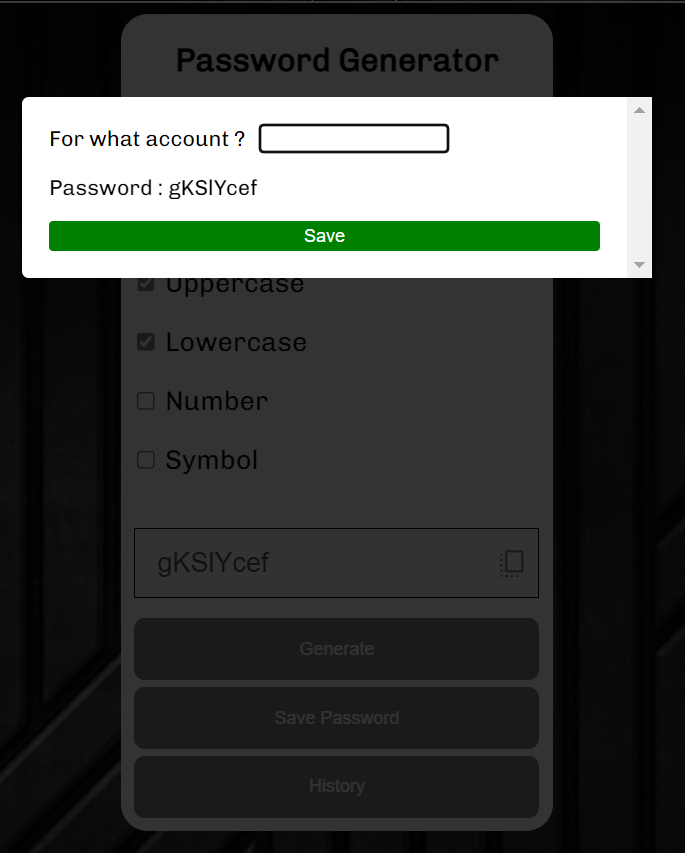 Password Generator
For what account ?
Password : gKSlYcef
Save
Uppercase
Lowercase
Number
Symbol
gKSlYcef
Generate
Save Password
History